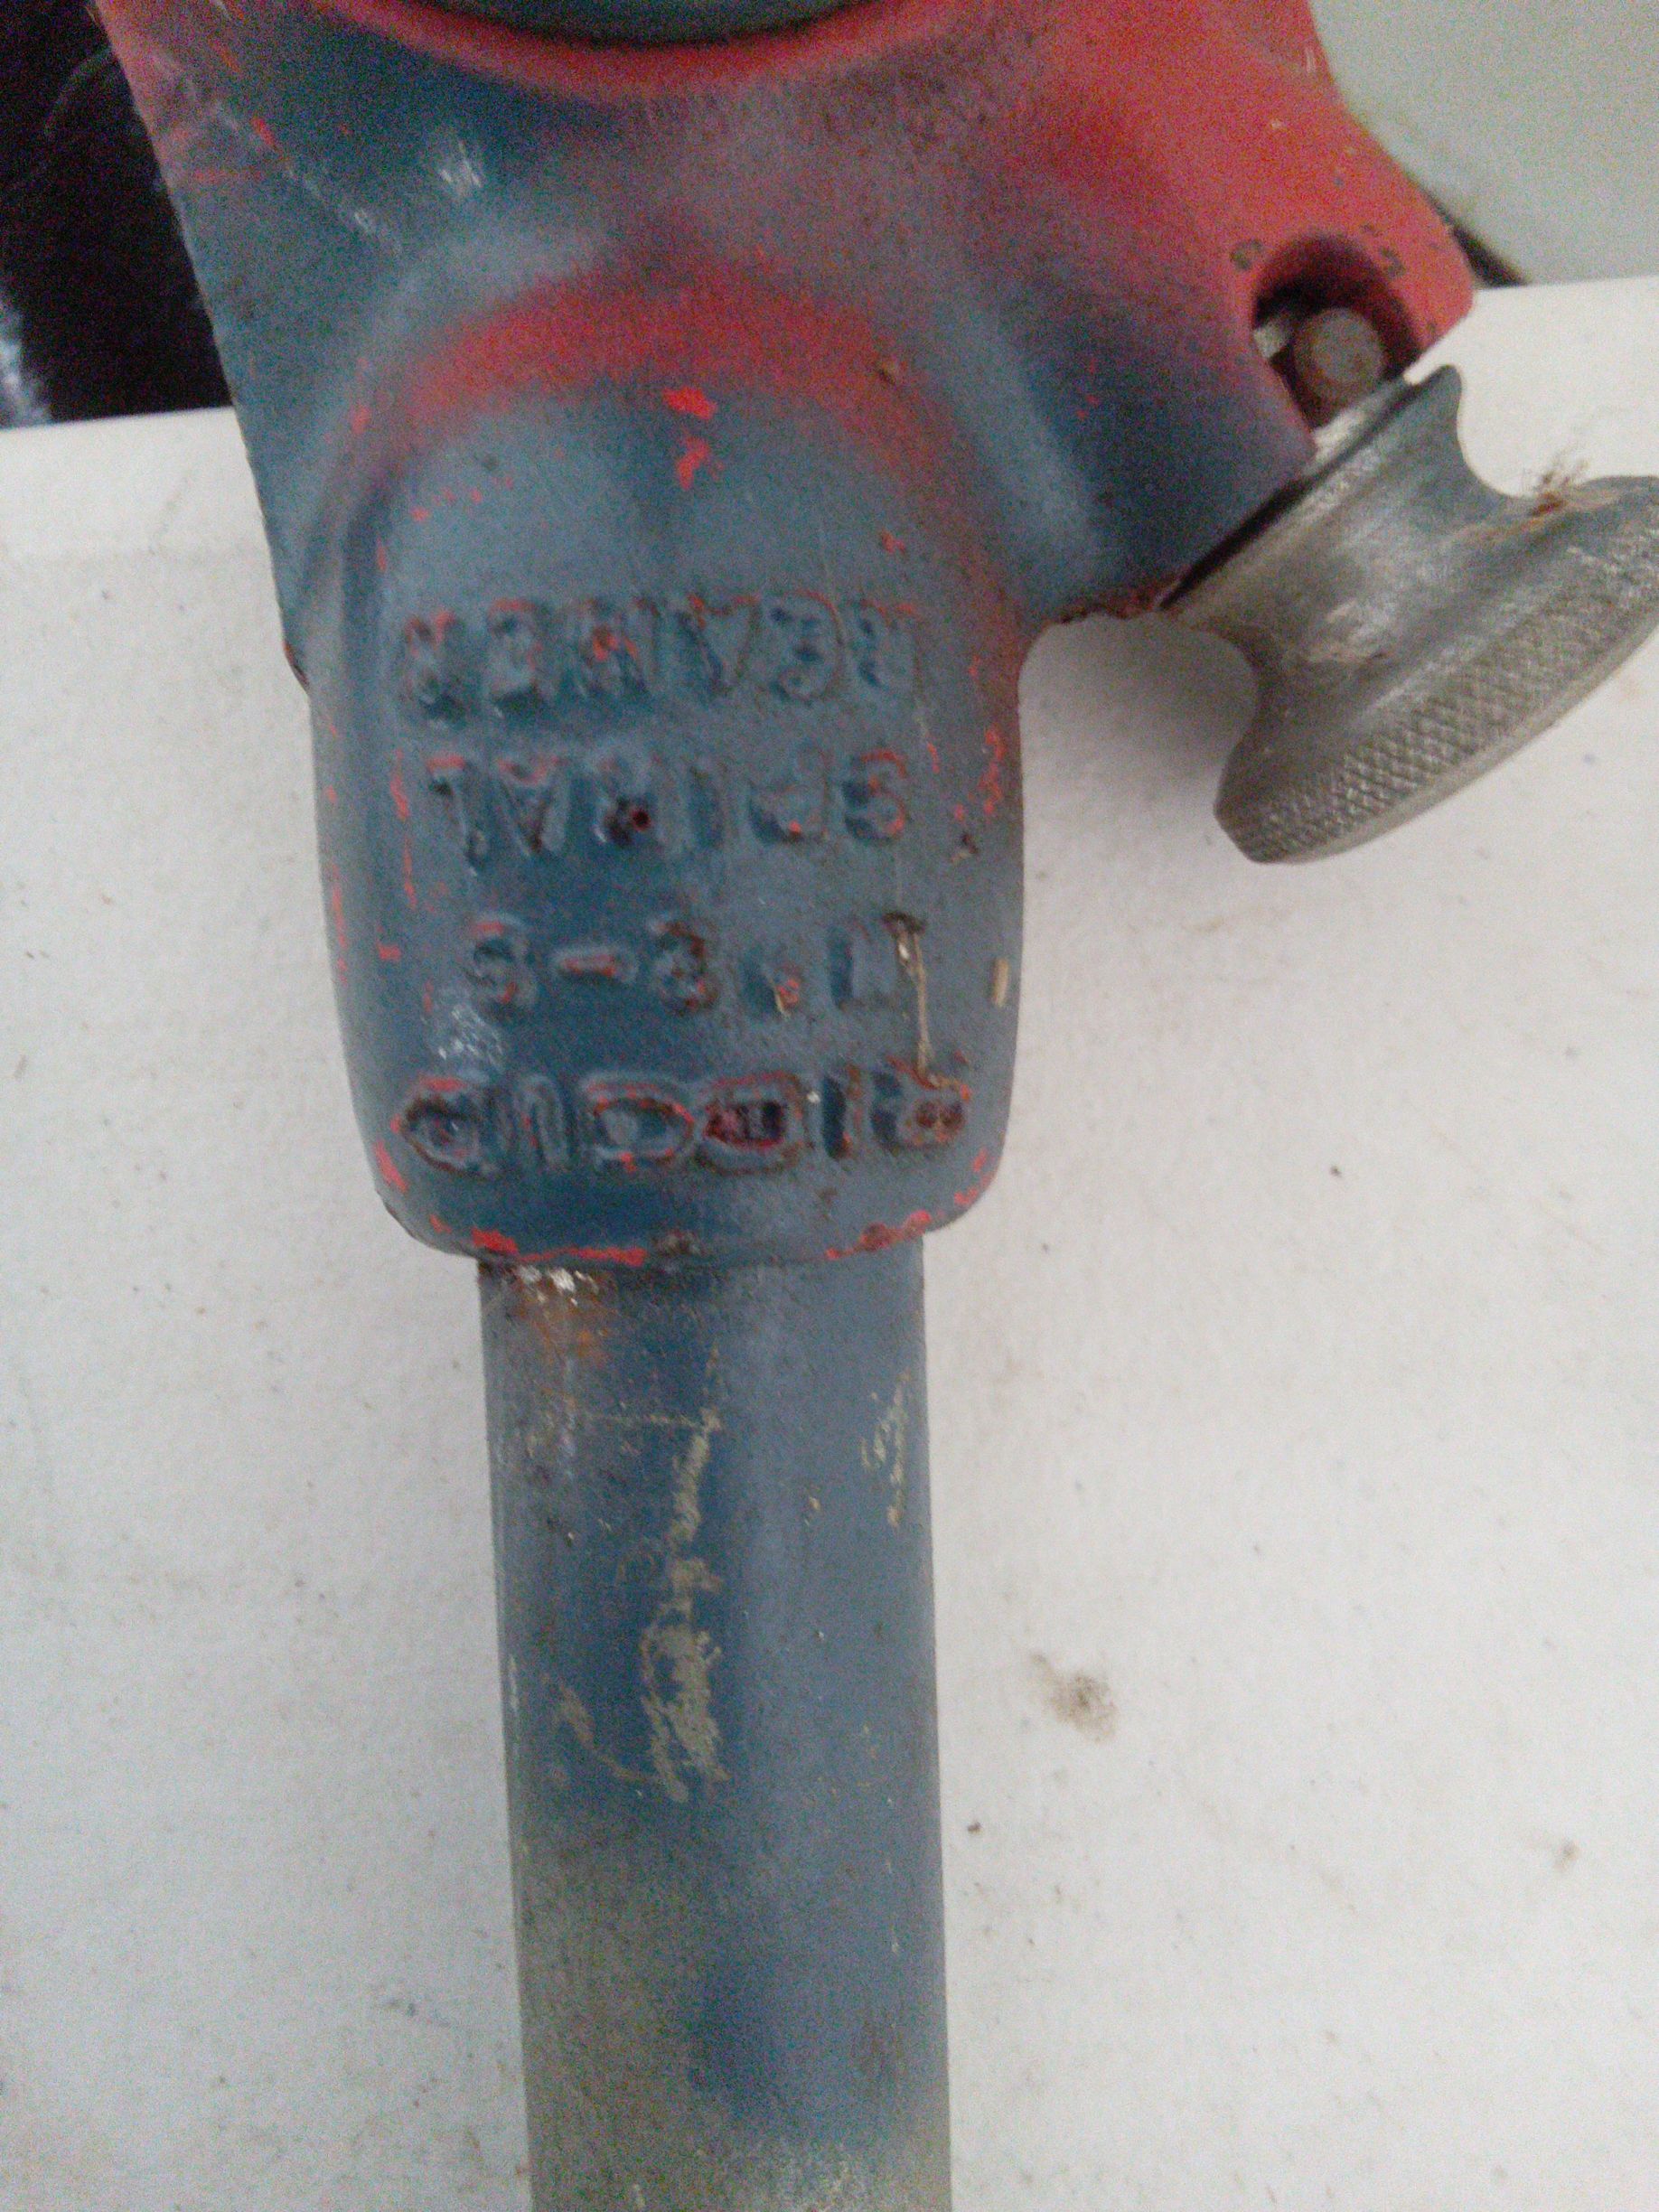 RIDGID
No 2-S
SPIRAL
REAMER